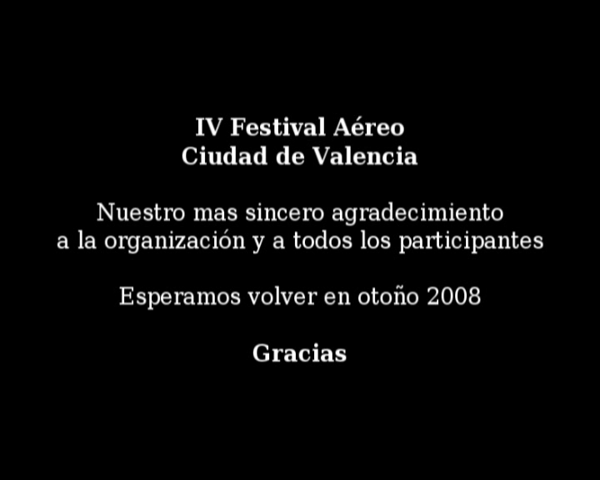 IV Festival Aéreo
Ciudad de Valencia
Nuestro mas sincero agradecimiento
a la organización y a todos los participantes
Esperamos volver en otoño 2008
Gracias